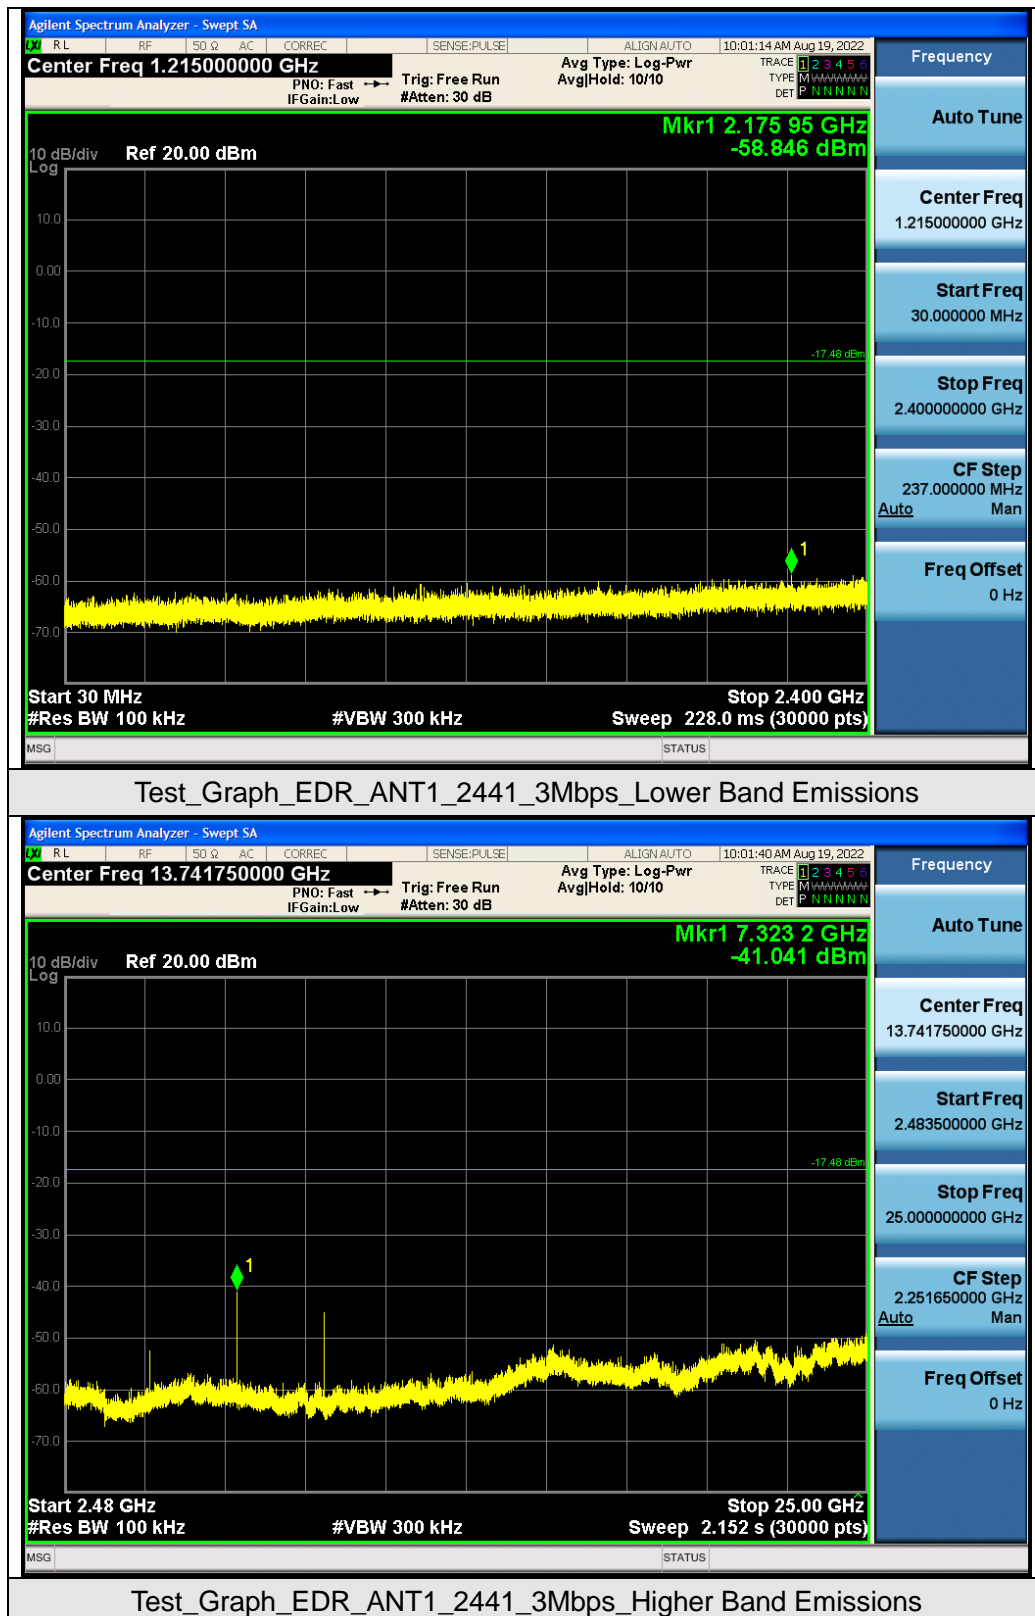 Agilent Spectrum Analyzer - Swept SA
LXI RL RF 50 Ω AC CORREC SENSE:PULSE ALIGN AUTO 10:01:14 AM Aug 19, 2022
Center Freq 1.215000000 GHz
PNO: Fast
IFGain:Low
Trig: Free Run
#Atten: 30 dB
Avg Type: Log-Pwr
Avg|Hold: 10/10
TRACE 1 2 3 4 5 6
TYPE M
DET P N N N N N
Mkr1 2.175 95 GHz
-58.846 dBm
10 dB/div
Log
Ref 20.00 dBm
10.0
0.00
-10.0
-17.48 dBm
-20.0
-30.0
-40.0
-50.0
1
-60.0
-70.0
Start 30 MHz
Stop 2.400 GHz
#Res BW 100 kHz
#VBW 300 kHz
Sweep 228.0 ms (30000 pts)
MSG
STATUS
Frequency
Auto Tune
Center Freq
1.215000000 GHz
Start Freq
30.000000 MHz
Stop Freq
2.400000000 GHz
CF Step
237.000000 MHz
Auto Man
Freq Offset
0 Hz
Test_Graph_EDR_ANT1_2441_3Mbps_Lower Band Emissions
Agilent Spectrum Analyzer - Swept SA
LXI RL RF 50 Ω AC CORREC SENSE:PULSE ALIGN AUTO 10:01:40 AM Aug 19, 2022
Center Freq 13.741750000 GHz
PNO: Fast
IFGain:Low
Trig: Free Run
#Atten: 30 dB
Avg Type: Log-Pwr
Avg|Hold: 10/10
TRACE 1 2 3 4 5 6
TYPE M
DET P N N N N N
Mkr1 7.323 2 GHz
-41.041 dBm
10 dB/div
Log
Ref 20.00 dBm
10.0
0.00
-10.0
-17.48 dBm
-20.0
-30.0
1
-40.0
-50.0
-60.0
-70.0
Start 2.48 GHz
Stop 25.00 GHz
#Res BW 100 kHz
#VBW 300 kHz
Sweep 2.152 s (30000 pts)
MSG
STATUS
Frequency
Auto Tune
Center Freq
13.741750000 GHz
Start Freq
2.483500000 GHz
Stop Freq
25.000000000 GHz
CF Step
2.251650000 GHz
Auto Man
Freq Offset
0 Hz
Test_Graph_EDR_ANT1_2441_3Mbps_Higher Band Emissions